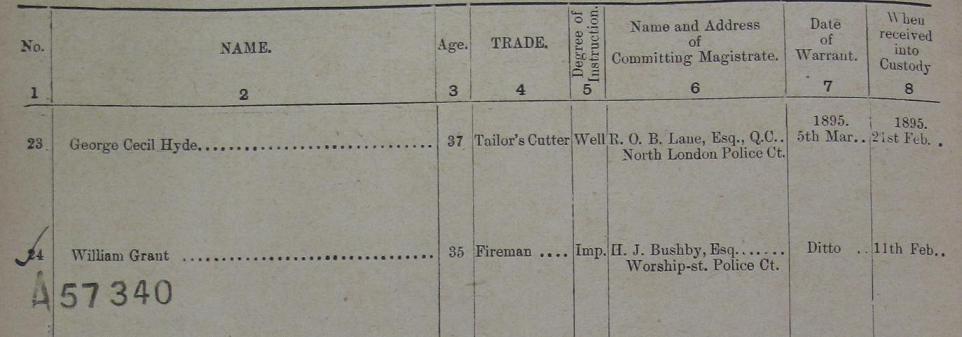 No. NAME. Age. TRADE. Degree of Instruction. Name and Address of Committing Magistrate. Date of Warrant. When received into Custody
1 2 3 4 5 6 7 8
1895. 1895.
23 George Cecil Hyde 37 Tailor's Cutter Well R. O. B. Lane, Esq., Q.C.. 5th Mar.. 21st Feb. .
North London Police Ct.
24 William Grant 35 Fireman .... Imp. H. J. Bushby, Esq....... Ditto .. 11th Feb..
Worship-st. Police Ct.
A 57340